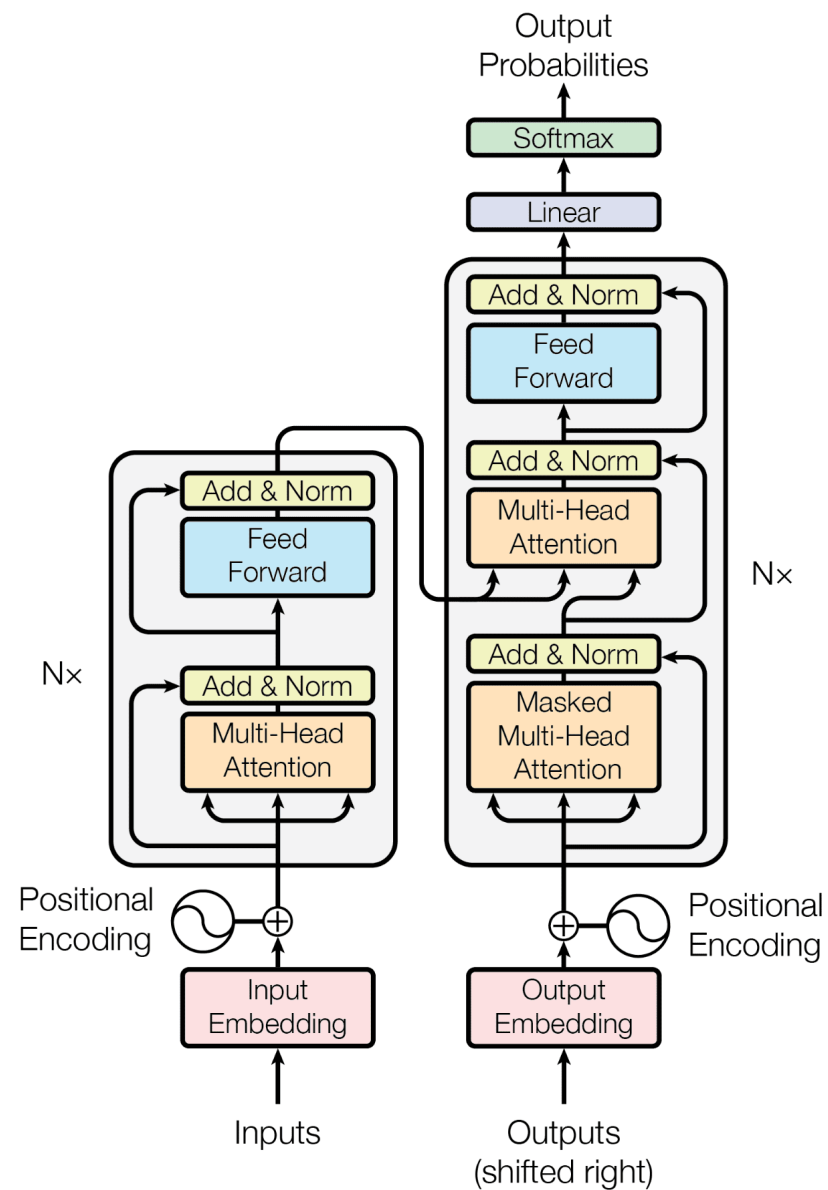 Output
Probabilities
Softmax
Linear
Add & Norm
Feed
Forward
Add & Norm
Multi-Head
Attention
Nx
Add & Norm
Masked
Multi-Head
Attention
Add & Norm
Feed
Forward
Nx
Add & Norm
Multi-Head
Attention
Positional
Encoding
Positional
Encoding
Input
Embedding
Output
Embedding
Inputs
Outputs
(shifted right)